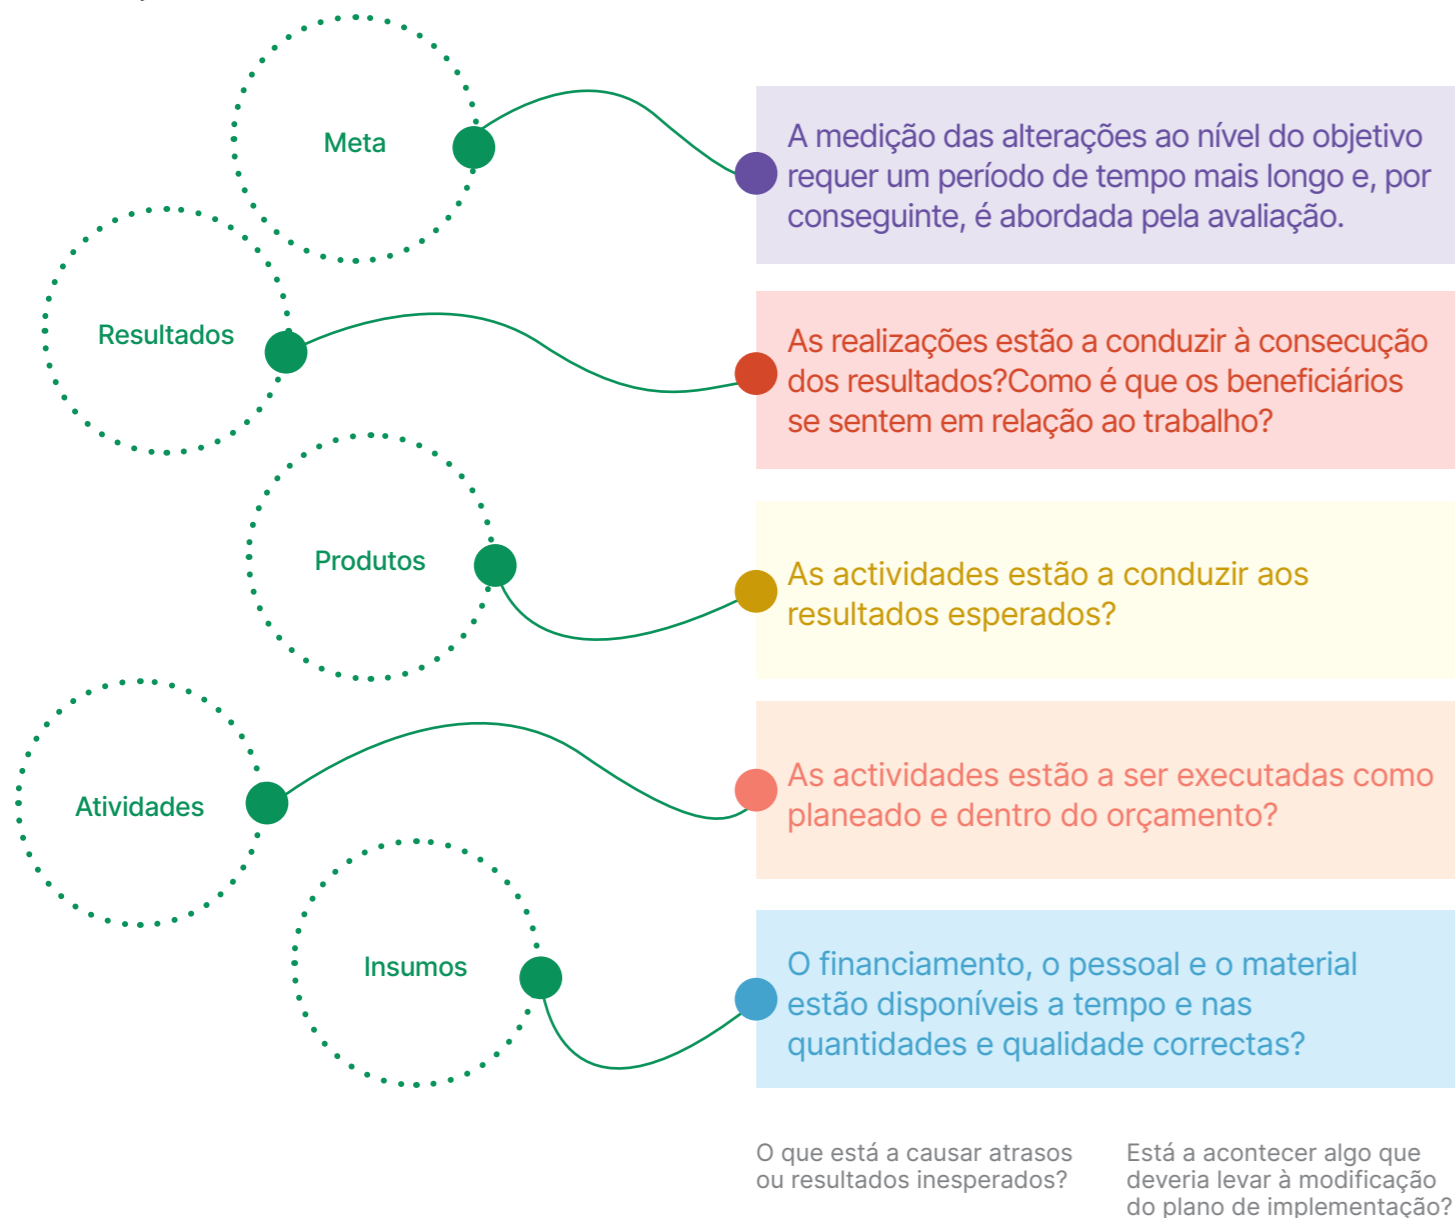 Meta
A medição das alterações ao nível do objetivo
requer um período de tempo mais longo e, por
conseguinte, é abordada pela avaliação.
Resultados
As realizações estão a conduzir à consecução
dos resultados?Como é que os beneficiários
se sentem em relação ao trabalho?
Produtos
As actividades estão a conduzir aos
resultados esperados?
Atividades
As actividades estão a ser executadas como
planeado e dentro do orçamento?
Insumos
O financiamento, o pessoal e o material
estão disponíveis a tempo e nas
quantidades e qualidade correctas?
O que está a causar atrasos
ou resultados inesperados?
Está a acontecer algo que
deveria levar à modificação
do plano de implementação?